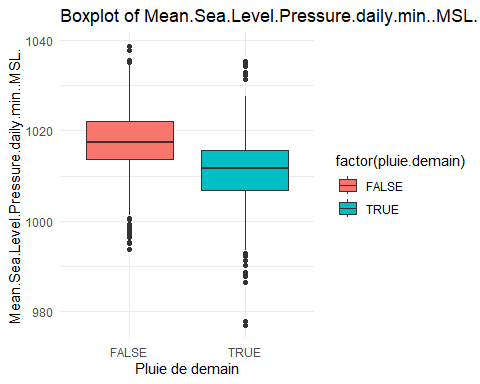 Boxplot of Mean.Sea.Level.Pressure.daily.min..MSL.
Mean.Sea.Level.Pressure.daily.min..MSL.
1040
1020
1000
980
FALSE
TRUE
Pluie de demain
factor(pluie.demain)
FALSE
TRUE